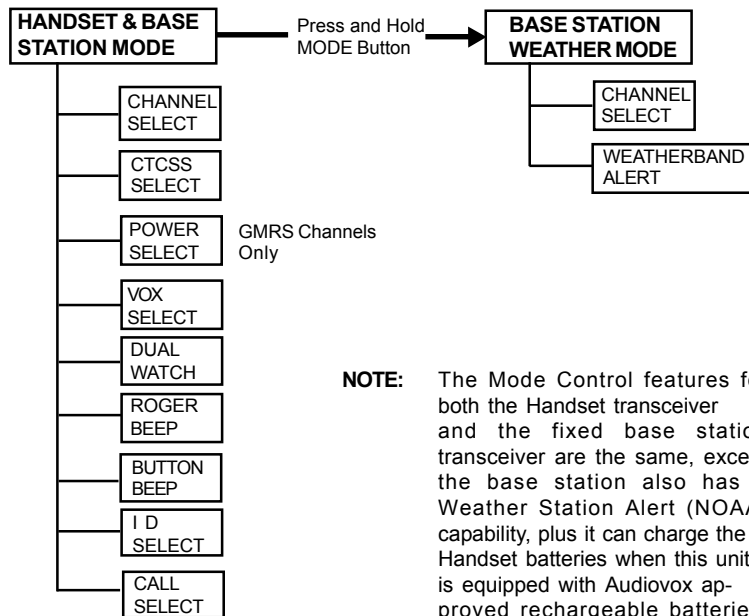 HANDSET & BASE
STATION MODE
Press and Hold
MODE Button
BASE STATION
WEATHER MODE
CHANNEL
SELECT
CTCSS
SELECT
POWER
SELECT
GMRS Channels
Only
VOX
SELECT
DUAL
WATCH
ROGER
BEEP
BUTTON
BEEP
I D
SELECT
CALL
SELECT
CHANNEL
SELECT
WEATHERBAND
ALERT
NOTE:
The Mode Control features
both the Handset transceiver
and the fixed base
transceiver are the same,
the base station also has
Weather Station Alert (NOAA
capability, plus it can charge the
Handset batteries when this unit
is equipped with Audiovox ap-
proved rechargeable